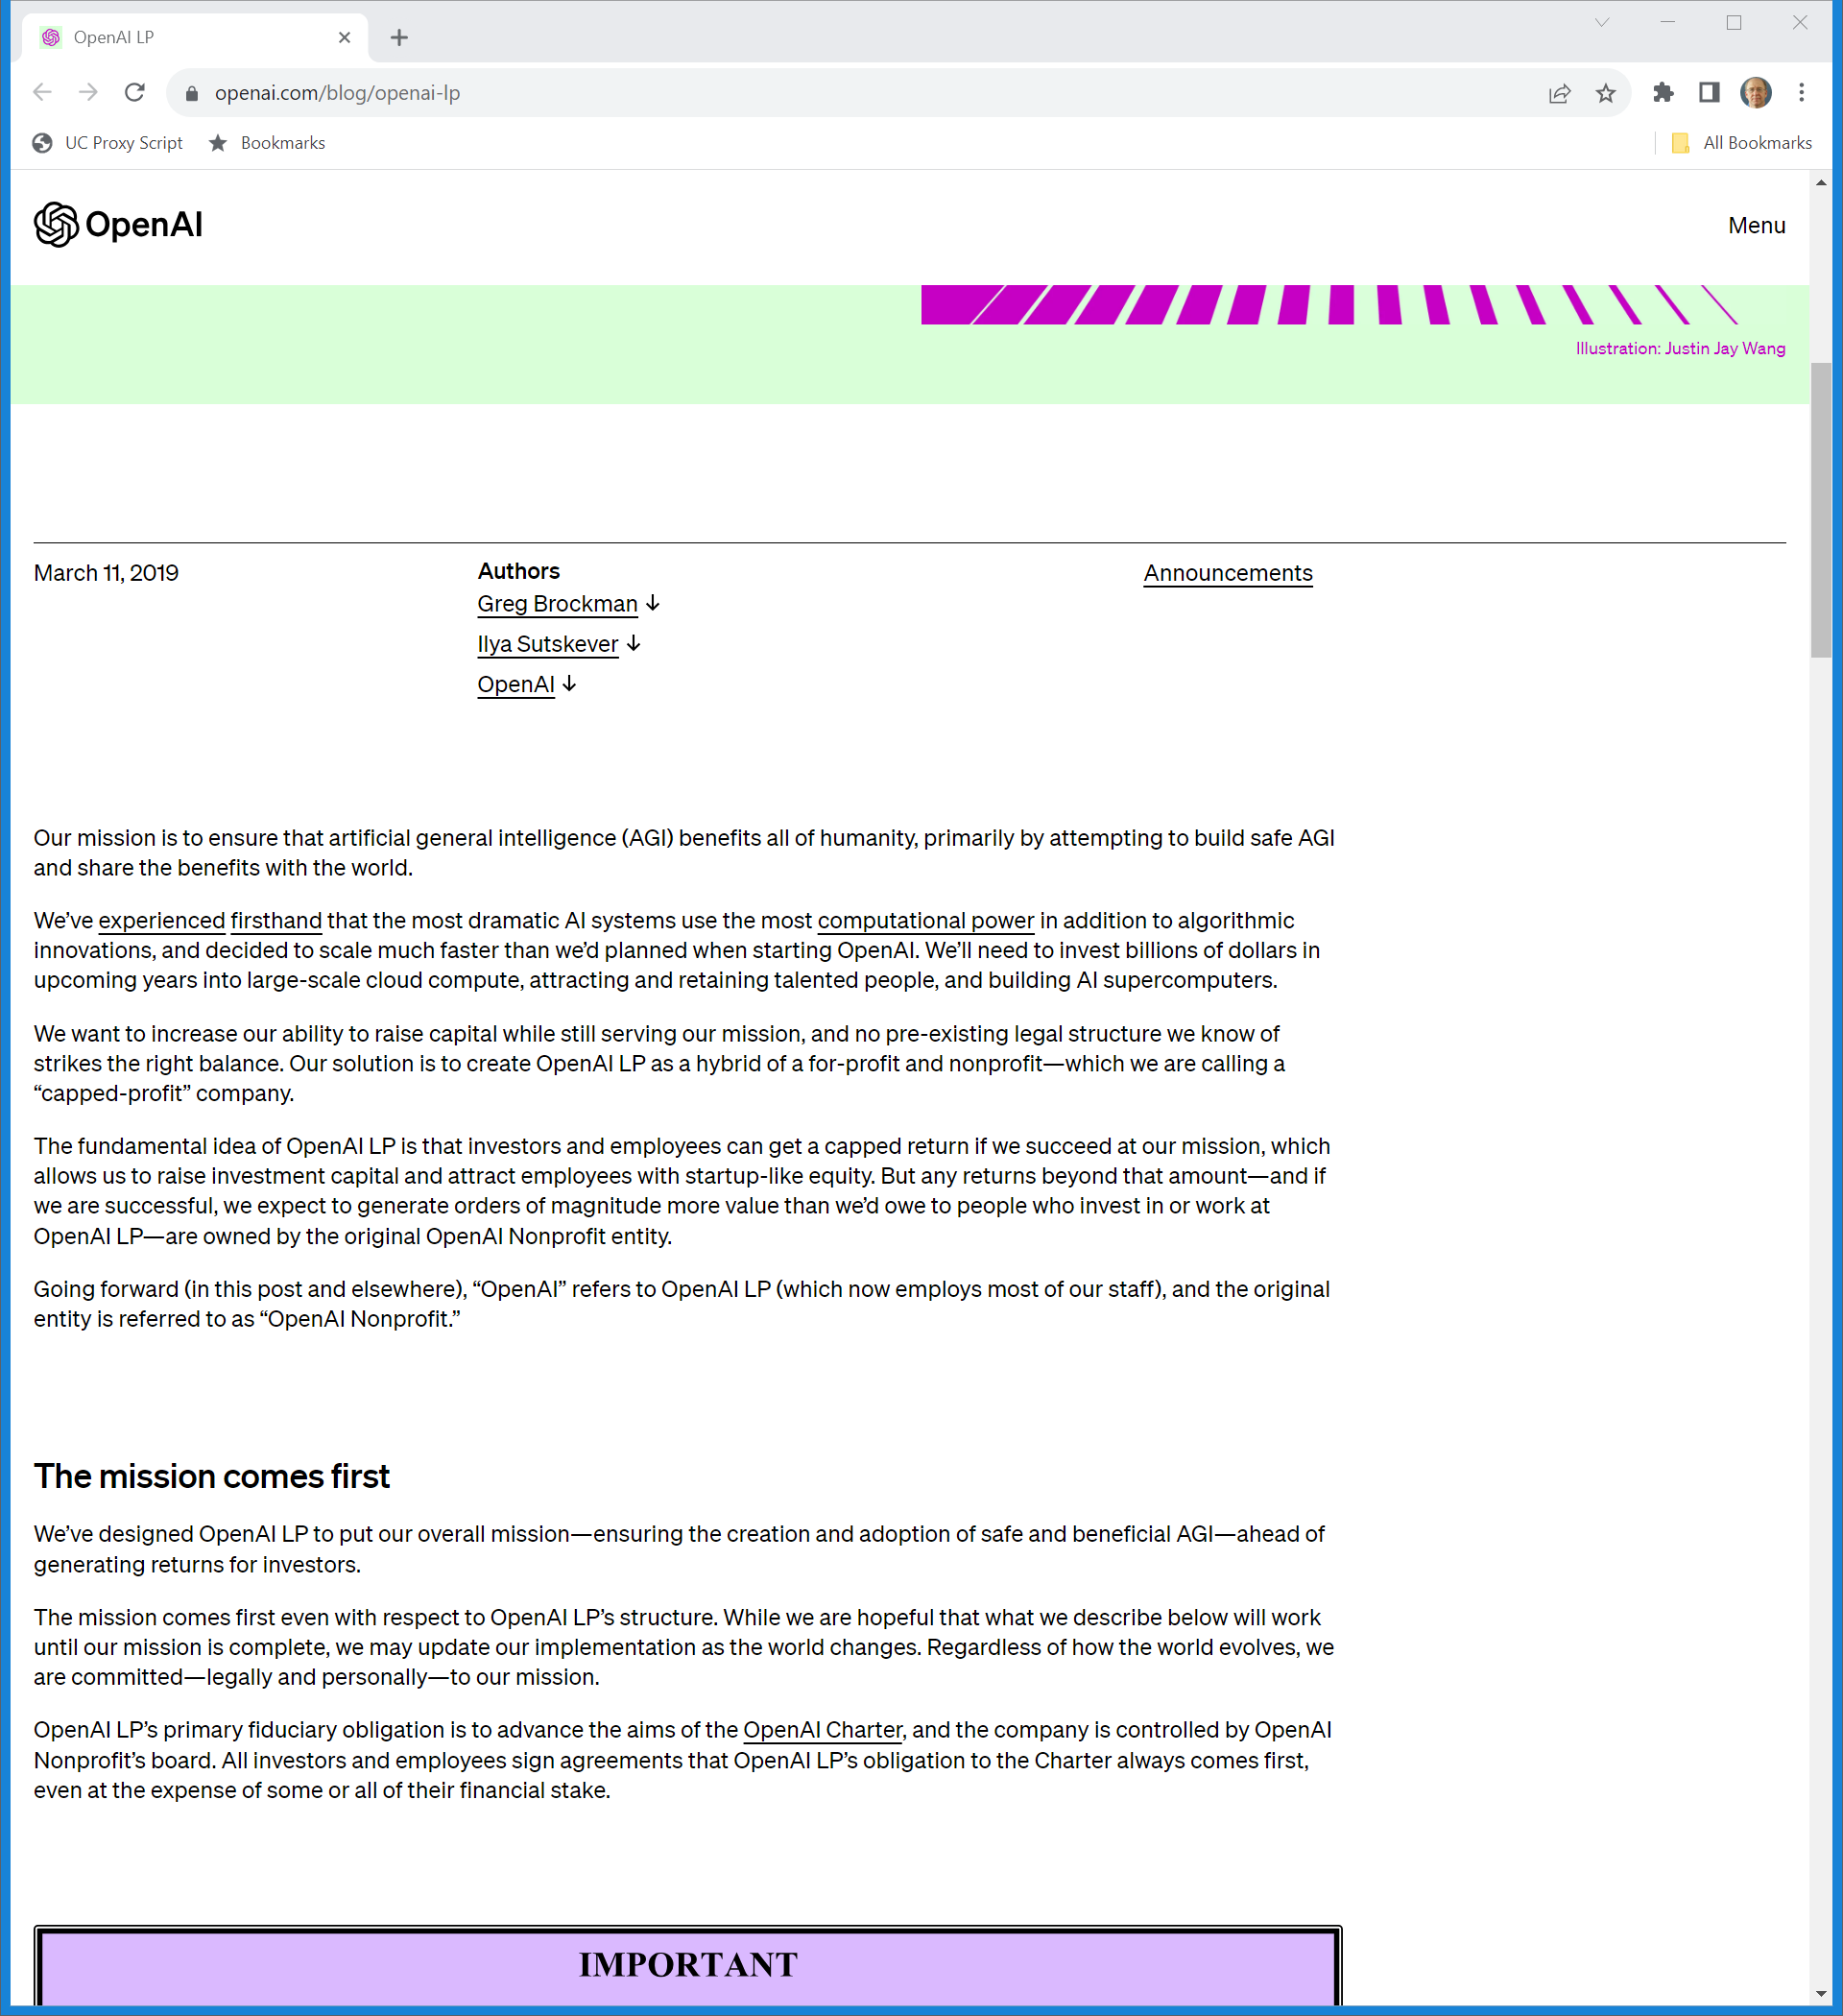 OpenAI LP
openai.com/blog/openai-lp
UC Proxy Script
Bookmarks
All Bookmarks
OpenAI
Menu
Illustration: Justin Jay Wang
March 11, 2019
Authors
Announcements
Greg Brockman ↓
Ilya Sutskever ↓
OpenAI ↓
Our mission is to ensure that artificial general intelligence (AGI) benefits all of humanity, primarily by attempting to build safe AGI
and share the benefits with the world.
We’ve experienced firsthand that the most dramatic AI systems use the most computational power in addition to algorithmic
innovations, and decided to scale much faster than we’d planned when starting OpenAI. We’ll need to invest billions of dollars in
upcoming years into large-scale cloud compute, attracting and retaining talented people, and building AI supercomputers.
We want to increase our ability to raise capital while still serving our mission, and no pre-existing legal structure we know of
strikes the right balance. Our solution is to create OpenAI LP as a hybrid of a for-profit and nonprofit—which we are calling a
“capped-profit” company.
The fundamental idea of OpenAI LP is that investors and employees can get a capped return if we succeed at our mission, which
allows us to raise investment capital and attract employees with startup-like equity. But any returns beyond that amount—and if
we are successful, we expect to generate orders of magnitude more value than we’d owe to people who invest in or work at
OpenAI LP—are owned by the original OpenAI Nonprofit entity.
Going forward (in this post and elsewhere), “OpenAI” refers to OpenAI LP (which now employs most of our staff), and the original
entity is referred to as “OpenAI Nonprofit.”
The mission comes first
We’ve designed OpenAI LP to put our overall mission—ensuring the creation and adoption of safe and beneficial AGI—ahead of
generating returns for investors.
The mission comes first even with respect to OpenAI LP’s structure. While we are hopeful that what we describe below will work
until our mission is complete, we may update our implementation as the world changes. Regardless of how the world evolves, we
are committed—legally and personally—to our mission.
OpenAI LP’s primary fiduciary obligation is to advance the aims of the OpenAI Charter, and the company is controlled by OpenAI
Nonprofit’s board. All investors and employees sign agreements that OpenAI LP’s obligation to the Charter always comes first,
even at the expense of some or all of their financial stake.
IMPORTANT